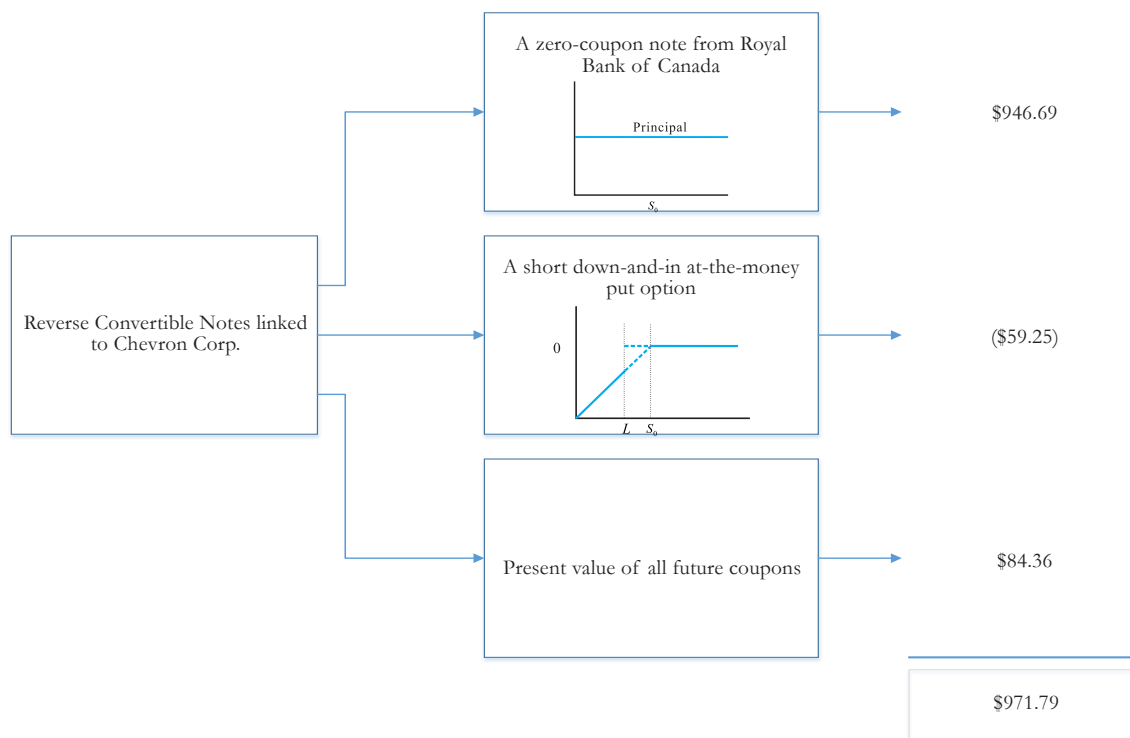 A zero-coupon note from Royal
Bank of Canada
Principal
S₀
$946.69
Reverse Convertible Notes linked
to Chevron Corp.
A short down-and-in at-the-money
put option
0
L S₀
($59.25)
Present value of all future coupons
$84.36
$971.79